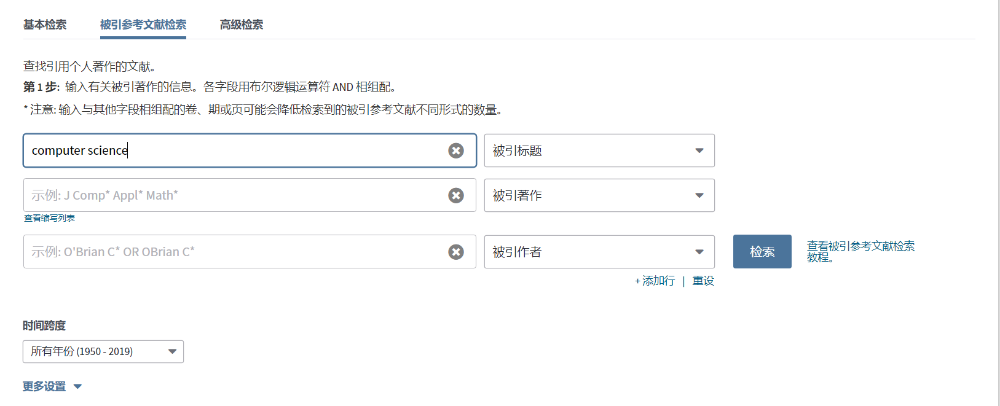 基本检索 被引参考文献检索 高级检索
查找引用个人著作的文献。
第 1 步: 输入有关被引著作的信息。各字段用布尔逻辑运算符 AND 相组配。
* 注意: 输入与其他字段相组配的卷、期或页可能会降低检索到的被引参考文献不同形式的数量。
computer science 被引标题
示例: J Comp* Appl* Math* 被引著作
查看缩写列表
示例: O'Brian C* OR OBrian C* 被引作者 检索 查看被引参考文献检索
教程。
+ 添加行 | 重设
时间跨度
所有年份 (1950 - 2019)
更多设置